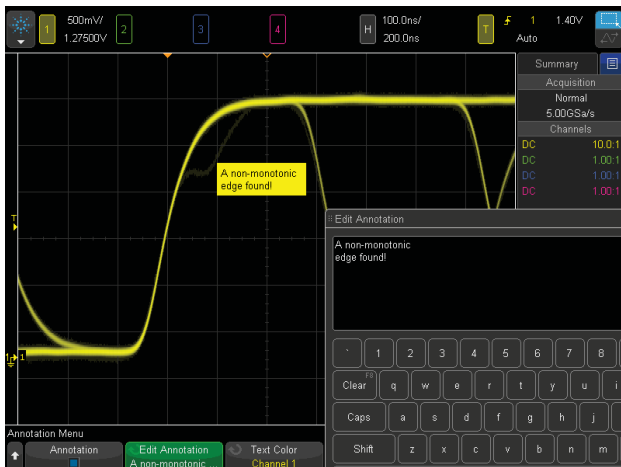 1
500mV/
1.27500V
2
3
4
H
100.0ns/
200.0ns
T
1
1.40V
Auto
Summary
Acquisition
Normal
5.00GSa/s
Channels
DC 10.0:1
DC 1.00:1
DC 1.00:1
DC 1.00:1
A non-monotonic
edge found!
T
1
1
Edit Annotation
A non-monotonic
edge found!
` 1 2 3 4 5 6 7 8
Clear F6 q w e r t y u i
Caps a s d f g h j
Shift z x c v b n m
Annotation Menu
Annotation
Edit Annotation
A non-monotonic ...
Text Color
Channel 1